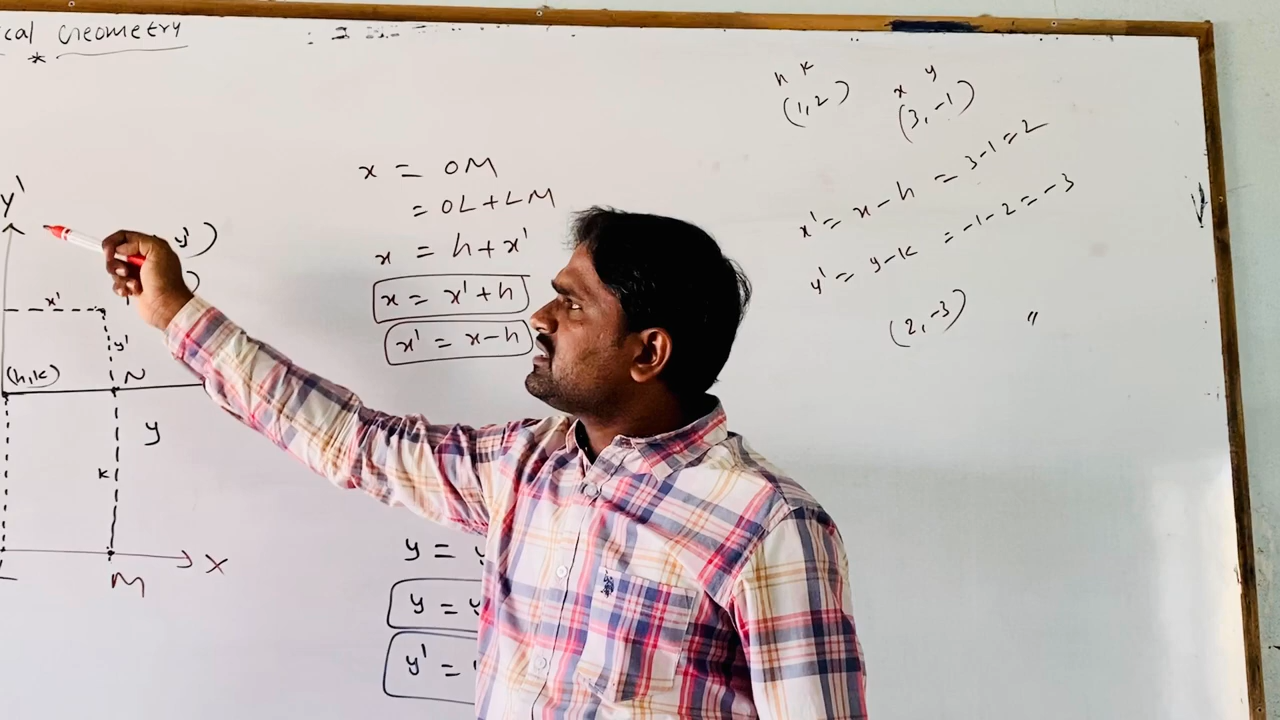 cal Geometry
*
Y'
y')
x'
y'
(h,k)
N
y
k
L
M
X
x = OM
= OL+LM
x = h+x'
x = x'+h
x' = x-h
y =
y =
y' =
h k
(1,2)
x y
(3,-1)
x' = x-h = 3-1=2
y' = y-k = -1-2=-3
(2,-3) "